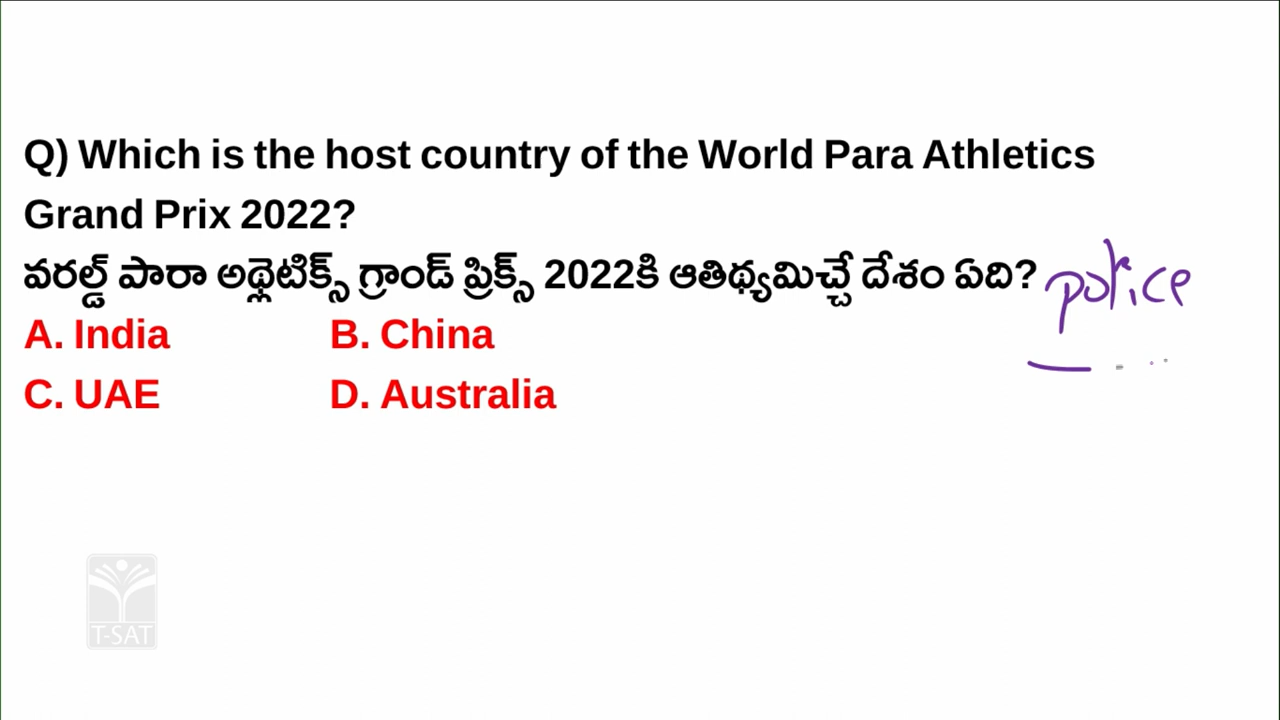 Q) Which is the host country of the World Para Athletics
Grand Prix 2022?
వరల్డ్ పారా అథ్లెటిక్స్ గ్రాండ్ ప్రిక్స్ 2022కి ఆతిథ్యమిచ్చే దేశం ఏది? police
A. India B. China
C. UAE D. Australia
T-SAT